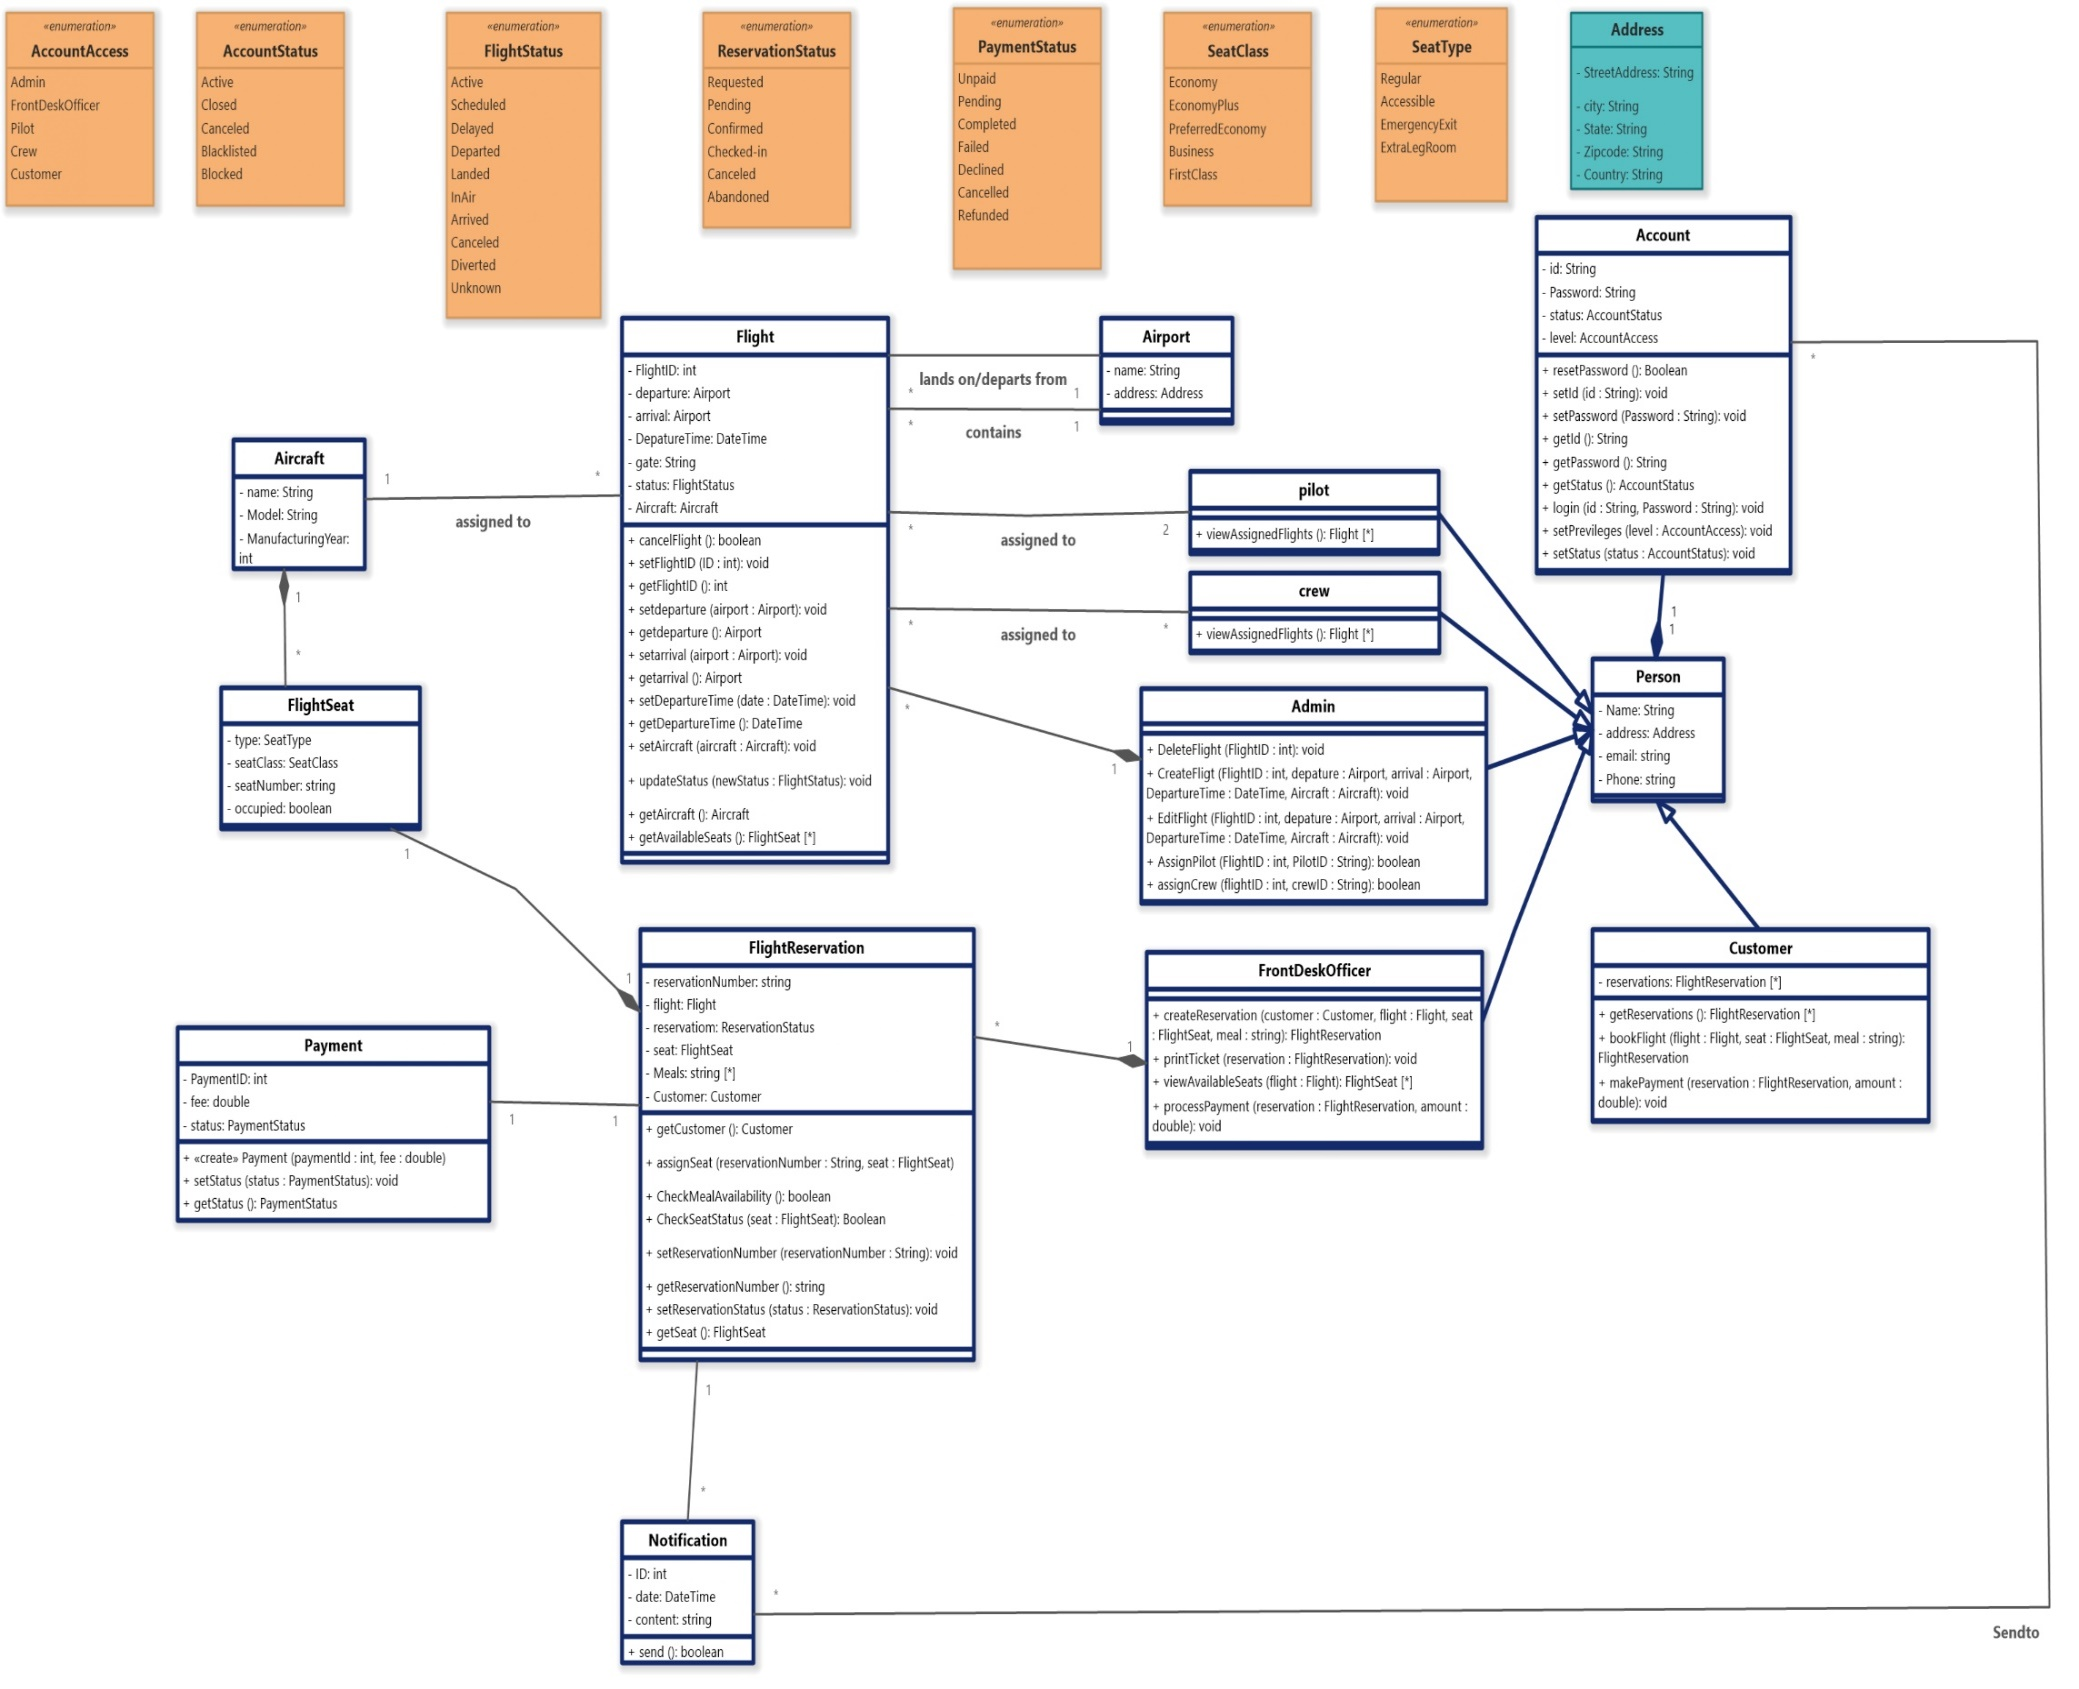 «enumeration»
AccountAccess
Admin
FrontDeskOfficer
Pilot
Crew
Customer
«enumeration»
AccountStatus
Active
Closed
Canceled
Blacklisted
Blocked
«enumeration»
FlightStatus
Active
Scheduled
Delayed
Departed
Landed
InAir
Arrived
Canceled
Diverted
Unknown
«enumeration»
ReservationStatus
Requested
Pending
Confirmed
Checked-in
Canceled
Abandoned
«enumeration»
PaymentStatus
Unpaid
Pending
Completed
Failed
Declined
Cancelled
Refunded
«enumeration»
SeatClass
Economy
EconomyPlus
PreferredEconomy
Business
FirstClass
«enumeration»
SeatType
Regular
Accessible
EmergencyExit
ExtraLegRoom
Address
- StreetAddress: String
- city: String
- State: String
- Zipcode: String
- Country: String
Account
- id: String
- Password: String
- status: AccountStatus
- level: AccountAccess
+ resetPassword (): Boolean
+ setId (id : String): void
+ setPassword (Password : String): void
+ getId (): String
+ getPassword (): String
+ getStatus (): AccountStatus
+ login (id : String, Password : String): void
+ setPrevileges (level : AccountAccess): void
+ setStatus (status : AccountStatus): void
*
1
1
Flight
- FlightID: int
- departure: Airport
- arrival: Airport
- DepatureTime: DateTime
- gate: String
- status: FlightStatus
- Aircraft: Aircraft
+ cancelFlight (): boolean
+ setFlightID (ID : int): void
+ getFlightID (): int
+ setdeparture (airport : Airport): void
+ getdeparture (): Airport
+ setarrival (airport : Airport): void
+ getarrival (): Airport
+ setDepartureTime (date : DateTime): void
+ getDepartureTime (): DateTime
+ setAircraft (aircraft : Aircraft): void
+ updateStatus (newStatus : FlightStatus): void
+ getAircraft (): Aircraft
+ getAvailableSeats (): FlightSeat [*]
lands on/departs from
* 1
contains
* 1
Airport
- name: String
- address: Address
Aircraft
- name: String
- Model: String
- ManufacturingYear:
int
1 *
assigned to
1
*
pilot
+ viewAssignedFlights (): Flight [*]
* 2
assigned to
crew
+ viewAssignedFlights (): Flight [*]
* *
assigned to
FlightSeat
- type: SeatType
- seatClass: SeatClass
- seatNumber: string
- occupied: boolean
1
1
Admin
+ DeleteFlight (FlightID : int): void
+ CreateFligt (FlightID : int, depature : Airport, arrival : Airport,
DepartureTime : DateTime, Aircraft : Aircraft): void
+ EditFlight (FlightID : int, depature : Airport, arrival : Airport,
DepartureTime : DateTime, Aircraft : Aircraft): void
+ AssignPilot (FlightID : int, PilotID : String): boolean
+ assignCrew (flightID : int, crewID : String): boolean
*
1
Person
- Name: String
- address: Address
- email: string
- Phone: string
FlightReservation
- reservationNumber: string
- flight: Flight
- reservatiom: ReservationStatus
- seat: FlightSeat
- Meals: string [*]
- Customer: Customer
+ getCustomer (): Customer
+ assignSeat (reservationNumber : String, seat : FlightSeat)
+ CheckMealAvailability (): boolean
+ CheckSeatStatus (seat : FlightSeat): Boolean
+ setReservationNumber (reservationNumber : String): void
+ getReservationNumber (): string
+ setReservationStatus (status : ReservationStatus): void
+ getSeat (): FlightSeat
*
1
FrontDeskOfficer
+ createReservation (customer : Customer, flight : Flight, seat
: FlightSeat, meal : string): FlightReservation
+ printTicket (reservation : FlightReservation): void
+ viewAvailableSeats (flight : Flight): FlightSeat [*]
+ processPayment (reservation : FlightReservation, amount :
double): void
Customer
- reservations: FlightReservation [*]
+ getReservations (): FlightReservation [*]
+ bookFlight (flight : Flight, seat : FlightSeat, meal : string):
FlightReservation
+ makePayment (reservation : FlightReservation, amount :
double): void
Payment
- PaymentID: int
- fee: double
- status: PaymentStatus
+ «create» Payment (paymentId : int, fee : double)
+ setStatus (status : PaymentStatus): void
+ getStatus (): PaymentStatus
1 1
1
*
Notification
- ID: int
- date: DateTime
- content: string
+ send (): boolean
*
Sendto